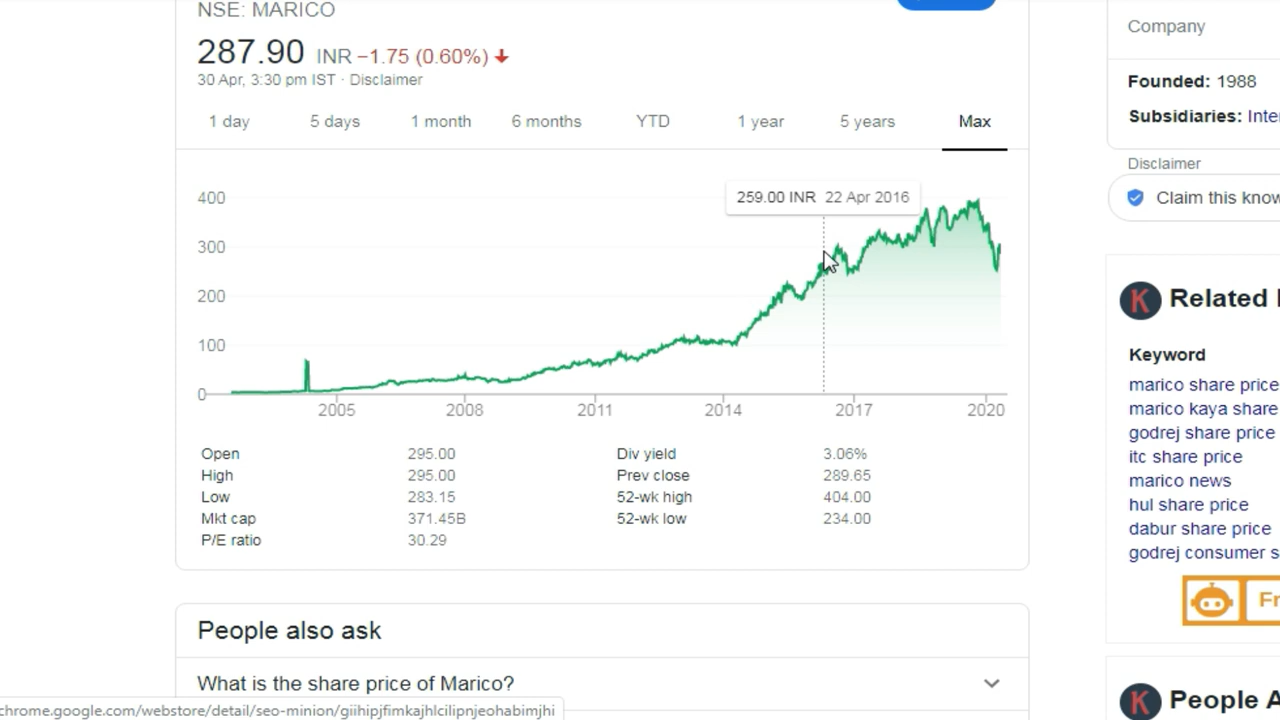 NSE: MARICO
287.90 INR −1.75 (0.60%)
30 Apr, 3:30 pm IST · Disclaimer
1 day 5 days 1 month 6 months YTD 1 year 5 years Max
259.00 INR 22 Apr 2016
400
300
200
100
0
2005 2008 2011 2014 2017 2020
Open 295.00 Div yield 3.06%
High 295.00 Prev close 289.65
Low 283.15 52-wk high 404.00
Mkt cap 371.45B 52-wk low 234.00
P/E ratio 30.29
People also ask
What is the share price of Marico?
chrome.google.com/webstore/detail/seo-minion/giihipjfimkajhlcilipnjeohabimjhi
Company
Founded: 1988
Subsidiaries: Inte
Disclaimer
Claim this know
K Related
Keyword
marico share price
marico kaya share
godrej share price
itc share price
marico news
hul share price
dabur share price
godrej consumer s
Fr
K People A